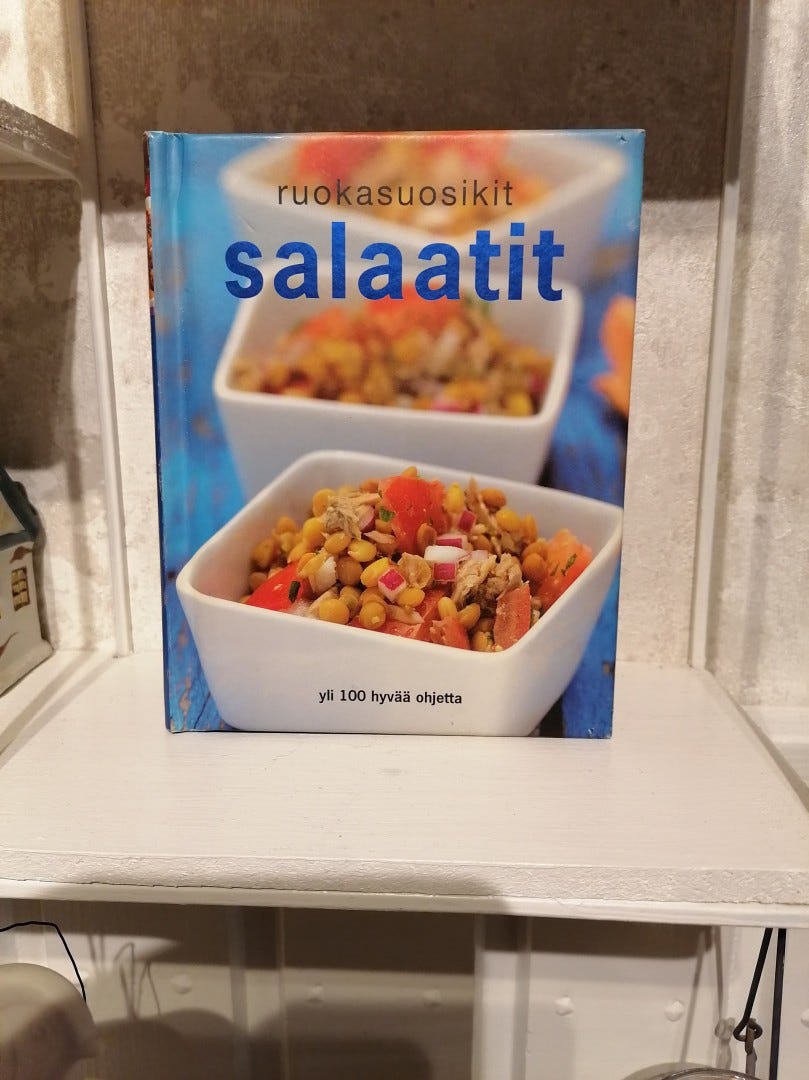 ruokasuosikit
salaatit
yli 100 hyvää ohjetta